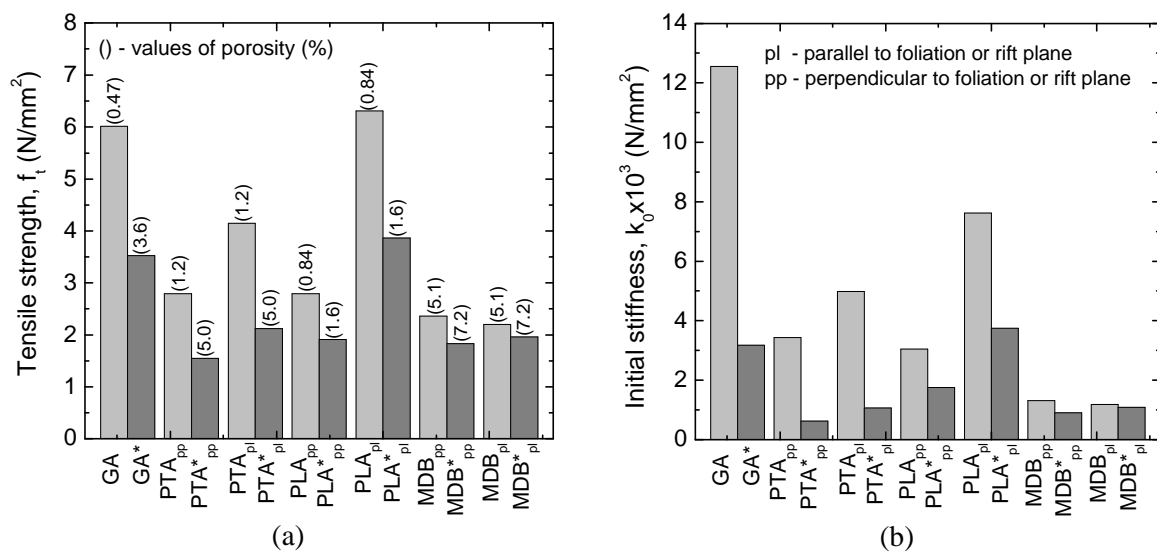 () - values of porosity (%)
Tensile strength, f_t (N/mm²)
8
7
6
5
4
3
2
1
0
(0.47)
(3.6)
(1.2)
(5.0)
(1.2)
(5.0)
(0.84)
(1.6)
(0.84)
(1.6)
(5.1)
(7.2)
(5.1)
(7.2)
GA
GA*
PTA_pp
PTA*_pp
PTA_pl
PTA*_pl
PLA_pp
PLA*_pp
PLA_pl
PLA*_pl
MDB_pp
MDB*_pp
MDB_pl
MDB*_pl
(a)
pl - parallel to foliation or rift plane
pp - perpendicular to foliation or rift plane
Initial stiffness, k_0x10³ (N/mm²)
14
12
10
8
6
4
2
0
GA
GA*
PTA_pp
PTA*_pp
PTA_pl
PTA*_pl
PLA_pp
PLA*_pp
PLA_pl
PLA*_pl
MDB_pp
MDB*_pp
MDB_pl
MDB*_pl
(b)